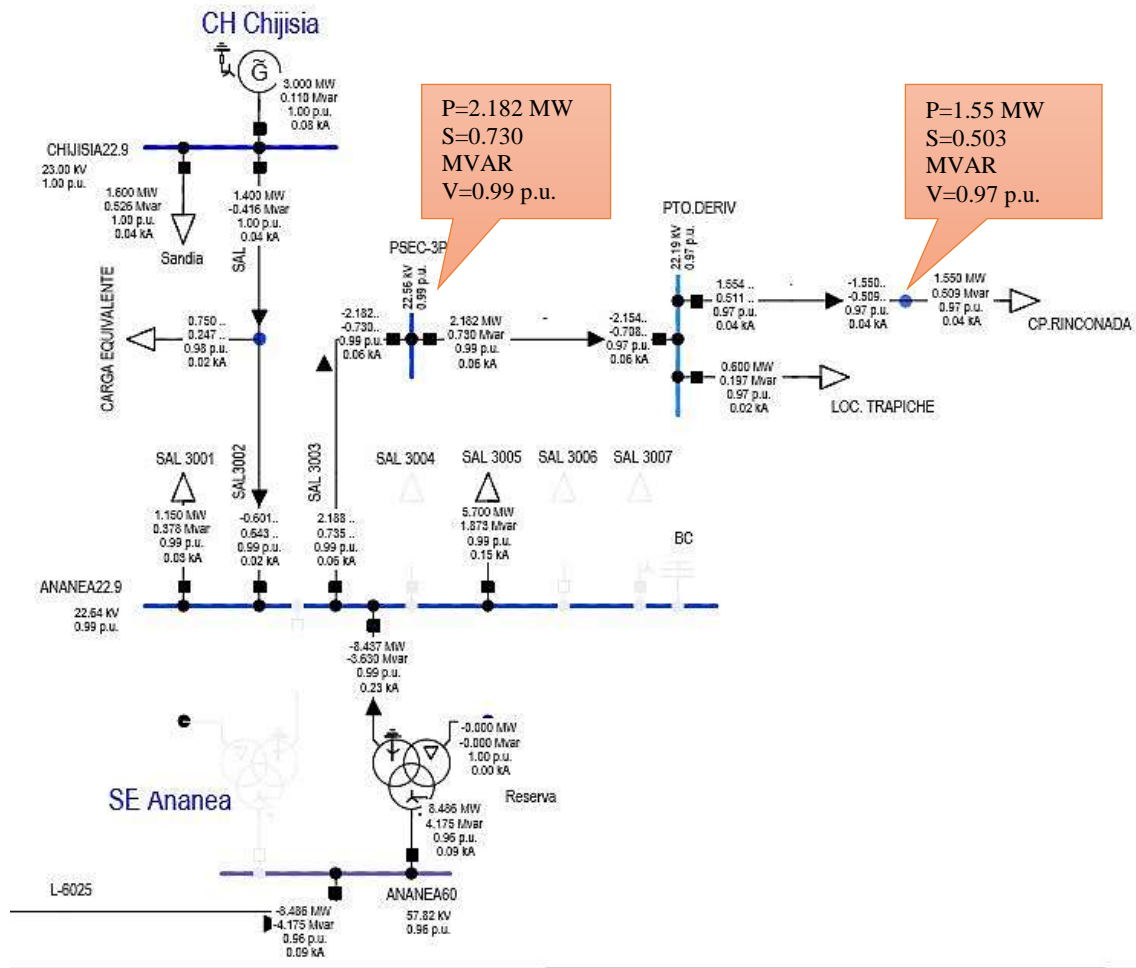 CH Chijisia
G̃
3.000 MW
0.110 Mvar
1.00 p.u.
0.08 kA
CHIJISIA22.9
23.00 kV
1.00 p.u.
1.600 MW
0.526 Mvar
1.00 p.u.
0.04 kA
Sandia
1.400 MW
-0.416 Mvar
1.00 p.u.
0.04 kA
SAL
P=2.182 MW
S=0.730
MVAR
V=0.99 p.u.
P=1.55 MW
S=0.503
MVAR
V=0.97 p.u.
CARGA EQUIVALENTE
0.750 ..
0.247 ..
0.98 p.u.
0.02 kA
PSEC-3P
22.56 kV
0.99 p.u.
-2.182..
-0.730..
0.99 p.u.
0.06 kA
2.182 MW
0.730 Mvar
0.99 p.u.
0.06 kA
-2.154..
-0.708..
0.97 p.u.
0.06 kA
PTO.DERIV
22.19 kV
0.97 p.u.
1.554 ..
0.511 ..
0.97 p.u.
0.04 kA
-1.550..
-0.509..
0.97 p.u.
0.04 kA
1.550 MW
0.509 Mvar
0.97 p.u.
0.04 kA
CP.RINCONADA
0.600 MW
0.197 Mvar
0.97 p.u.
0.02 kA
LOC. TRAPICHE
SAL 3001
1.150 MW
0.378 Mvar
0.99 p.u.
0.03 kA
SAL3002
-0.601..
0.643 ..
0.99 p.u.
0.02 kA
SAL 3003
2.188 ..
0.735 ..
0.99 p.u.
0.06 kA
SAL 3004
SAL 3005
5.700 MW
1.873 Mvar
0.99 p.u.
0.15 kA
SAL 3006
SAL 3007
BC
ANANEA22.9
22.64 kV
0.99 p.u.
-8.437 MW
-3.630 Mvar
0.99 p.u.
0.23 kA
-0.000 MW
-0.000 Mvar
1.00 p.u.
0.00 kA
Reserva
SE Ananea
8.486 MW
4.175 Mvar
0.96 p.u.
0.09 kA
L-6025
-8.486 MW
-4.175 Mvar
0.96 p.u.
0.09 kA
ANANEA60
57.82 kV
0.96 p.u.